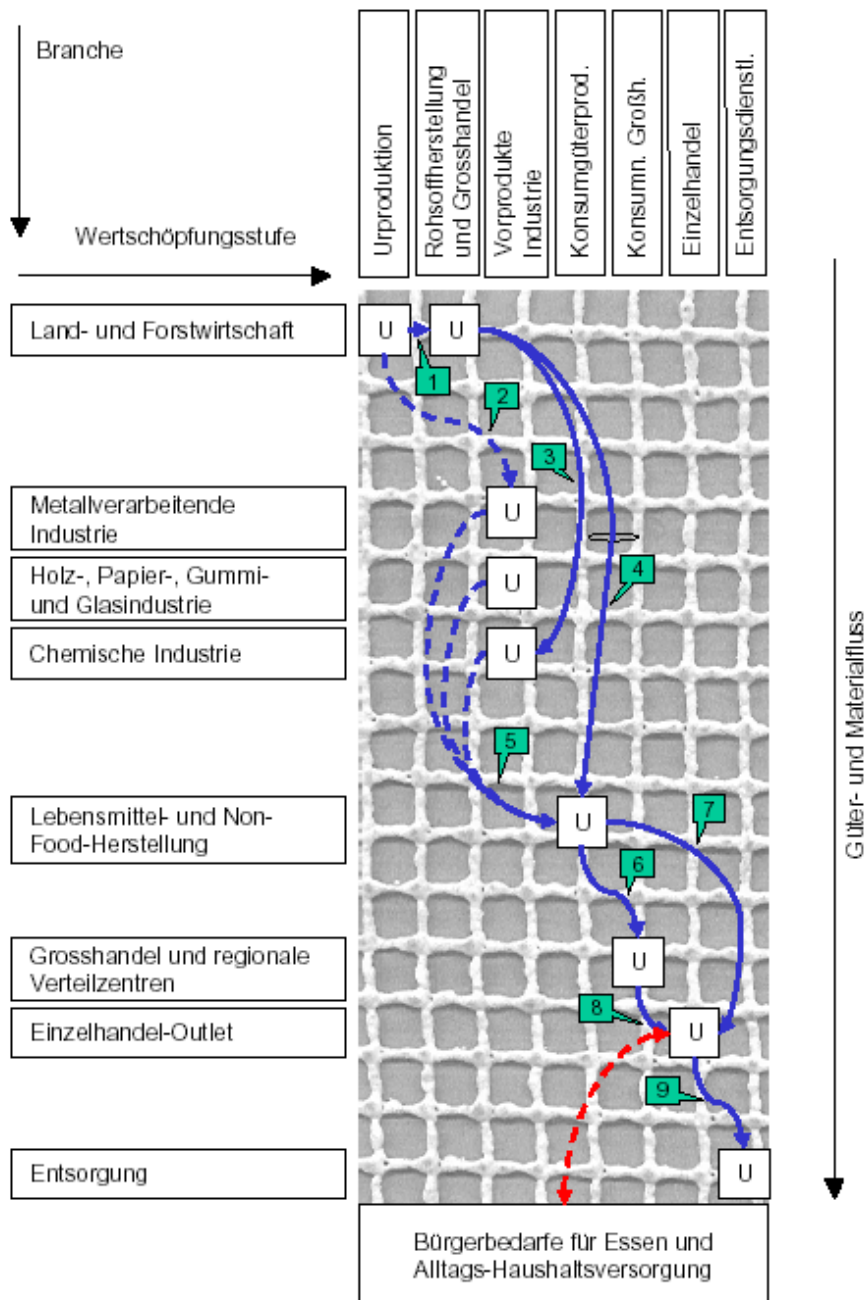 Branche
Wertschöpfungsstufe
Urproduktion
Rohsoffherstellung
und Grosshandel
Vorprodukte
Industrie
Konsumgüterprod.
Konsumn. Großh.
Einzelhandel
Entsorgungsdienstl.
Land- und Forstwirtschaft
U
U
1
2
3
Metallverarbeitende
Industrie
U
Holz-, Papier-, Gummi-
und Glasindustrie
U
4
Chemische Industrie
U
5
Lebensmittel- und Non-
Food-Herstellung
U
7
6
Grosshandel und regionale
Verteilzentren
U
8
Einzelhandel-Outlet
U
9
Entsorgung
U
Güter- und Materialfluss
Bürgerbedarfe für Essen und
Alltags-Haushaltsversorgung